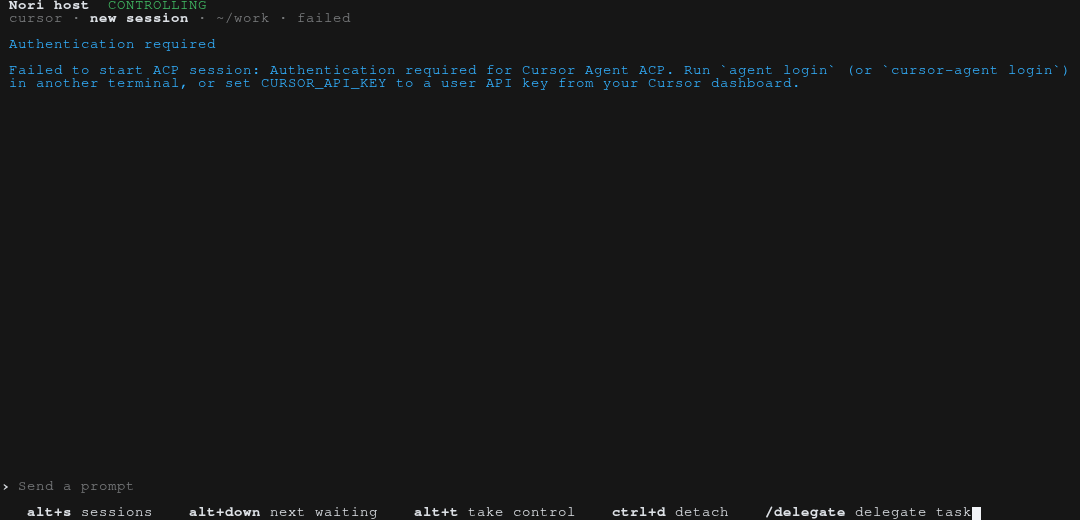 Nori host  CONTROLLING
cursor · new session · ~/work · failed
Authentication required
Failed to start ACP session: Authentication required for Cursor Agent ACP. Run `agent login` (or `cursor-agent login`)
in another terminal, or set CURSOR_API_KEY to a user API key from your Cursor dashboard.
› Send a prompt
alt+s sessions    alt+down next waiting    alt+t take control    ctrl+d detach    /delegate delegate task